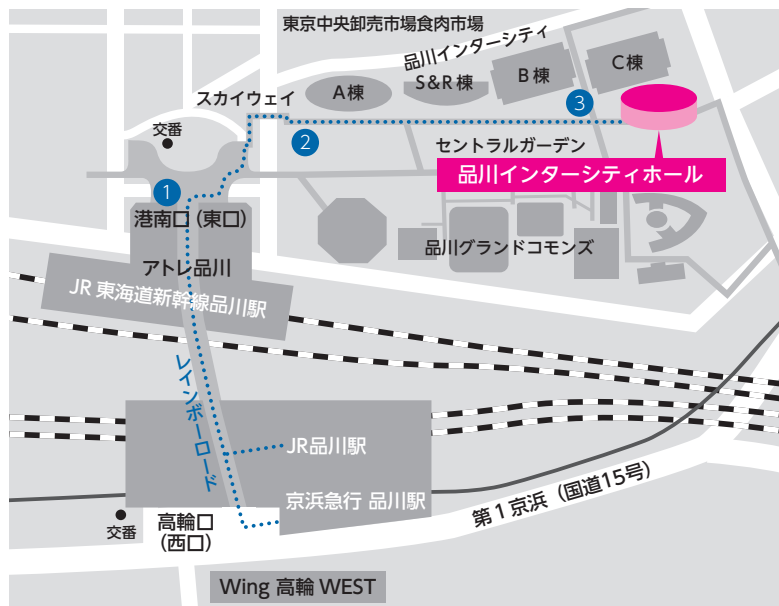 東京中央卸売市場食肉市場
品川インターシティ
C棟
B棟
S&R棟
A棟
スカイウェイ
3
交番
2
セントラルガーデン
品川インターシティホール
1
港南口（東口）
品川グランドコモンズ
アトレ品川
JR東海道新幹線品川駅
レインボーロード
JR品川駅
京浜急行 品川駅
第1京浜（国道15号）
高輪口
（西口）
交番
Wing 高輪 WEST